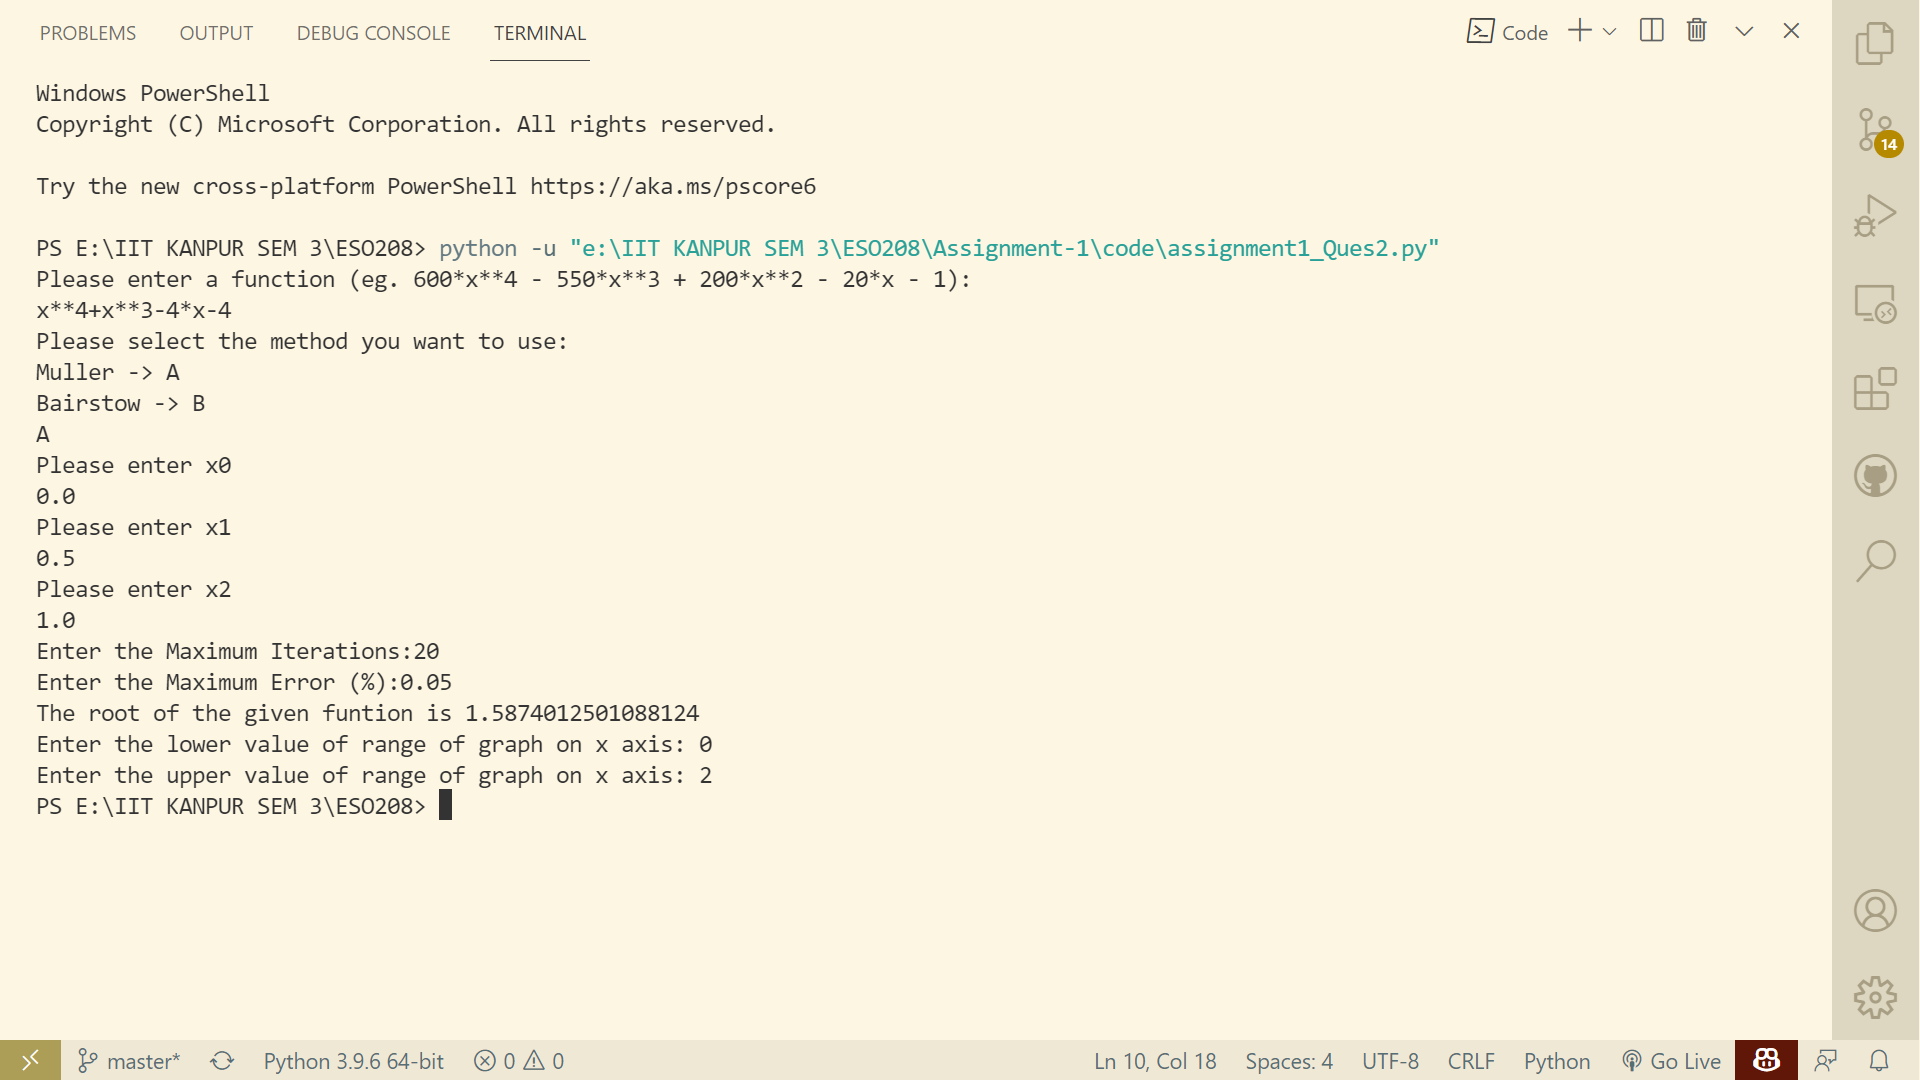 PROBLEMS OUTPUT DEBUG CONSOLE TERMINAL Code
Windows PowerShell
Copyright (C) Microsoft Corporation. All rights reserved.
Try the new cross-platform PowerShell https://aka.ms/pscore6
PS E:\IIT KANPUR SEM 3\ESO208> python -u "e:\IIT KANPUR SEM 3\ESO208\Assignment-1\code\assignment1_Ques2.py"
Please enter a function (eg. 600*x**4 - 550*x**3 + 200*x**2 - 20*x - 1):
x**4+x**3-4*x-4
Please select the method you want to use:
Muller -> A
Bairstow -> B
A
Please enter x0
0.0
Please enter x1
0.5
Please enter x2
1.0
Enter the Maximum Iterations:20
Enter the Maximum Error (%):0.05
The root of the given funtion is 1.5874012501088124
Enter the lower value of range of graph on x axis: 0
Enter the upper value of range of graph on x axis: 2
PS E:\IIT KANPUR SEM 3\ESO208>
14
master* Python 3.9.6 64-bit 0 0 Ln 10, Col 18 Spaces: 4 UTF-8 CRLF Python Go Live